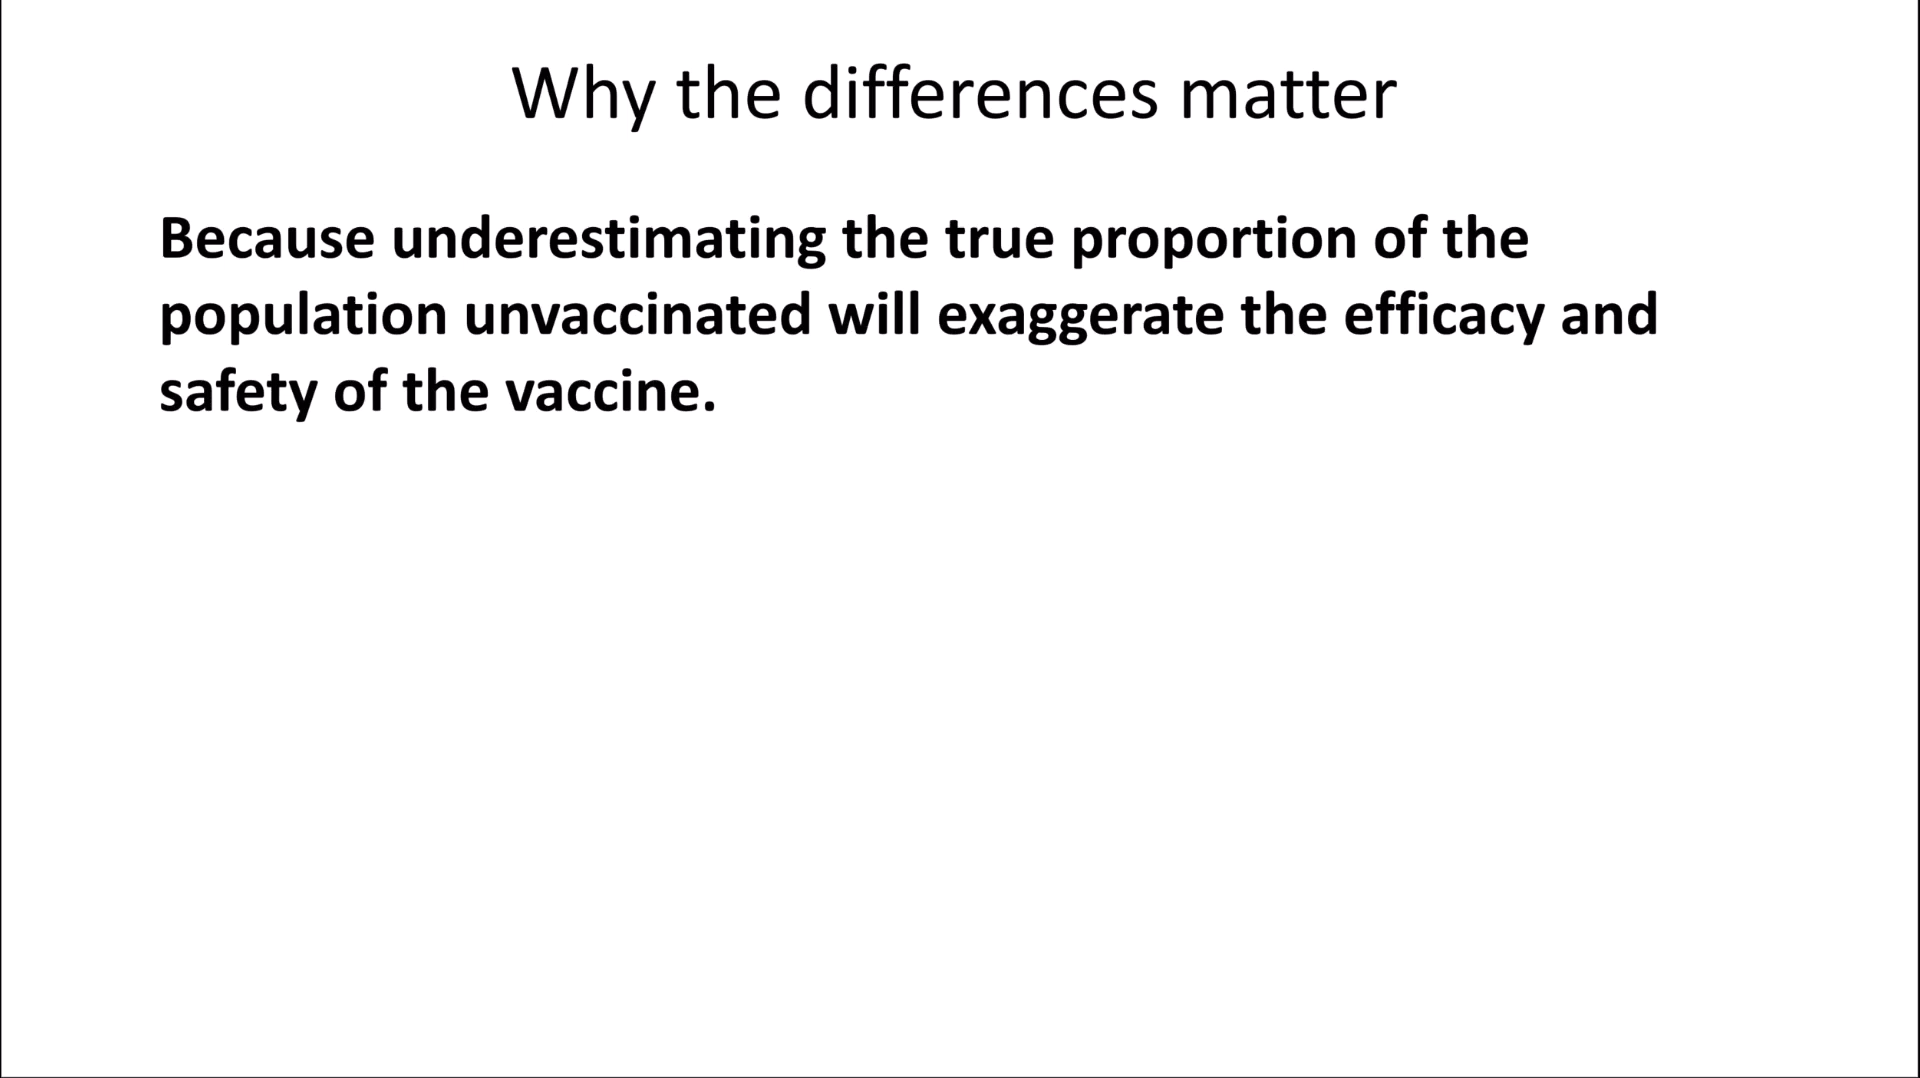 Why the differences matter
Because underestimating the true proportion of the
population unvaccinated will exaggerate the efficacy and
safety of the vaccine.